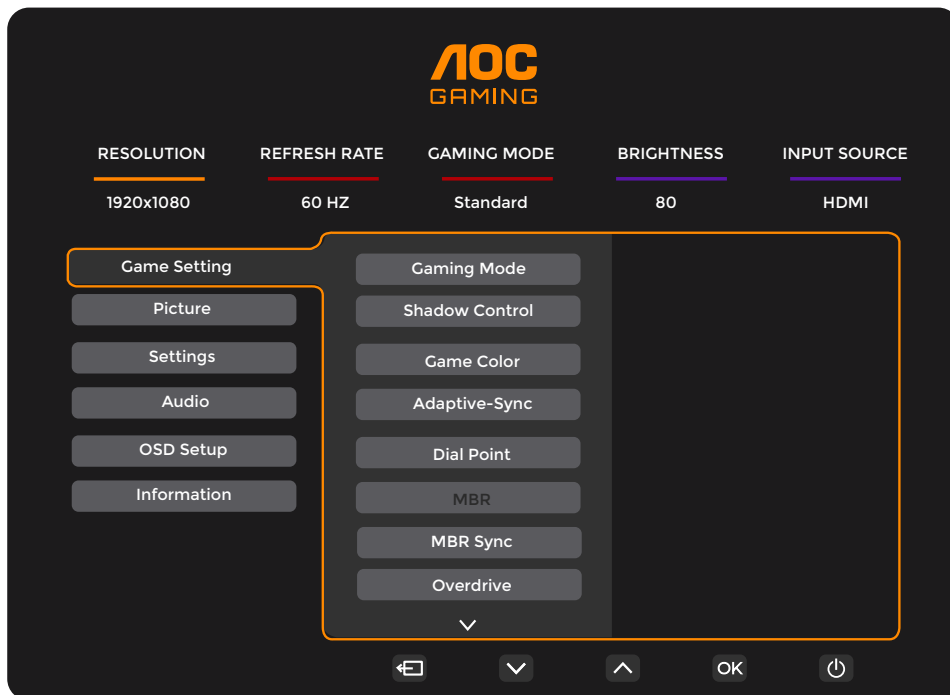 AOC
GAMING
RESOLUTION REFRESH RATE GAMING MODE BRIGHTNESS INPUT SOURCE
1920x1080 60 HZ Standard 80 HDMI
Game Setting
Picture
Settings
Audio
OSD Setup
Information
Gaming Mode
Shadow Control
Game Color
Adaptive-Sync
Dial Point
MBR
MBR Sync
Overdrive
OK